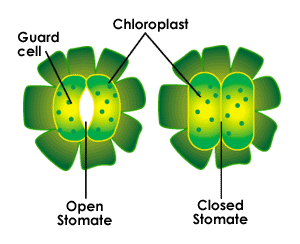 Chloroplast
Guard
cell
Open
Stomate
Closed
Stomate